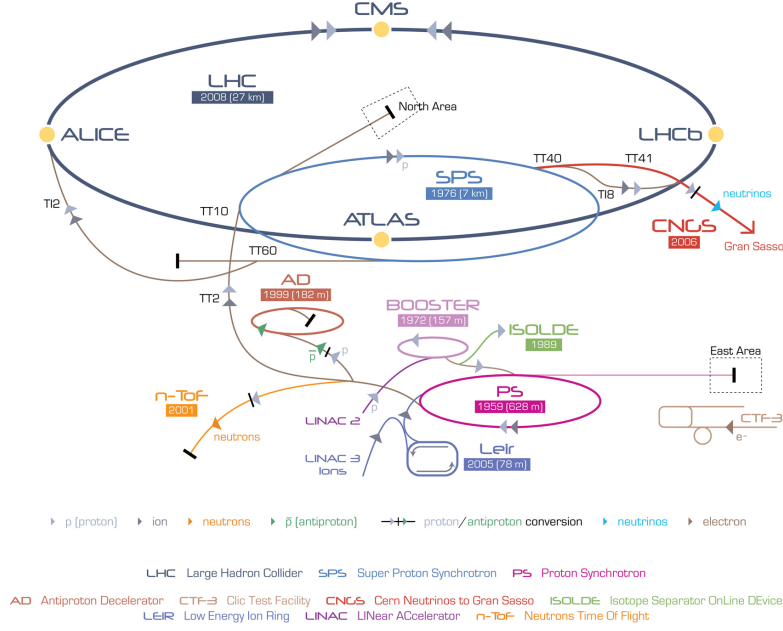 CMS
LHC
2008 (27 km)
North Area
ALICE
LHCb
TT40
TT41
SPS
1976 (7 km)
p
TI8
neutrinos
TI2
TT10
ATLAS
CNGS
2006
Gran Sasso
TT60
AD
1999 (182 m)
TT2
BOOSTER
1972 (157 m)
ISOLDE
1989
p̅
p
East Area
n-ToF
2001
PS
1959 (628 m)
LINAC 2
p
neutrons
CTF-3
e-
LINAC 3
Ions
Leir
2005 (78 m)
p (proton)
ion
neutrons
p̅ (antiproton)
proton/antiproton conversion
neutrinos
electron
LHC Large Hadron Collider SPS Super Proton Synchrotron PS Proton Synchrotron
AD Antiproton Decelerator CTF-3 Clic Test Facility CNGS Cern Neutrinos to Gran Sasso ISOLDE Isotope Separator OnLine DEvice
LEIR Low Energy Ion Ring LINAC LINear ACcelerator n-ToF Neutrons Time Of Flight